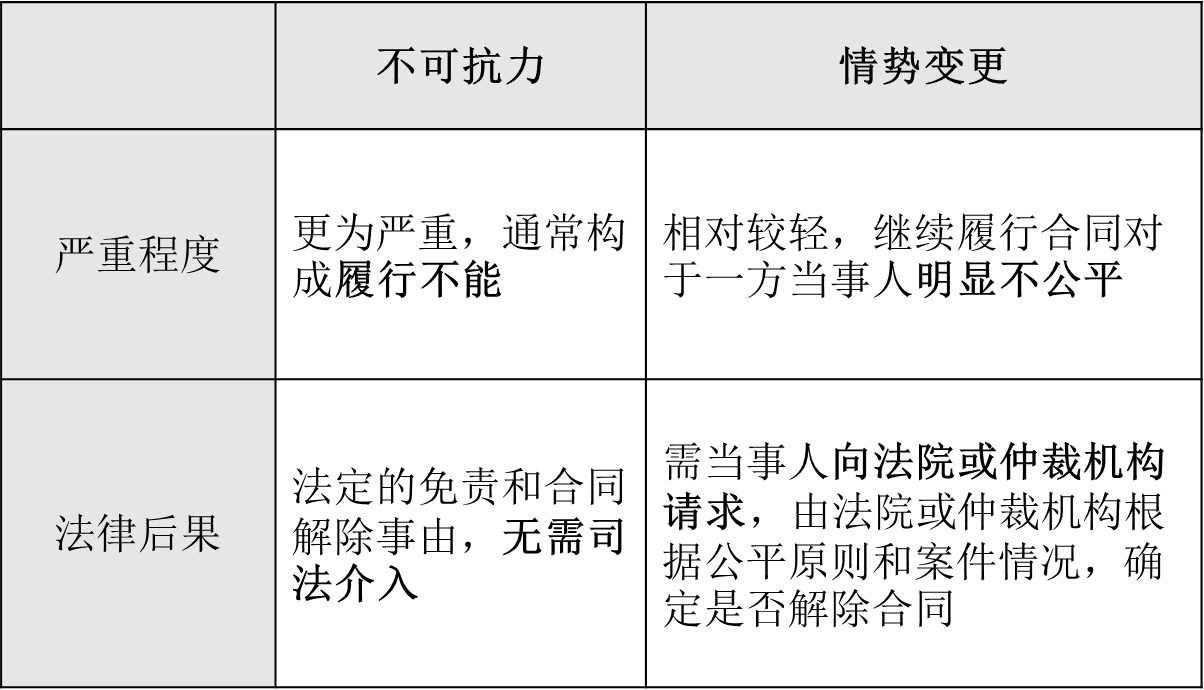 不可抗力
情势变更
严重程度
更为严重，通常构
成履行不能
相对较轻，继续履行合同对
于一方当事人明显不公平
法律后果
法定的免责和合同
解除事由，无需司
法介入
需当事人向法院或仲裁机构
请求，由法院或仲裁机构根
据公平原则和案件情况，确
定是否解除合同